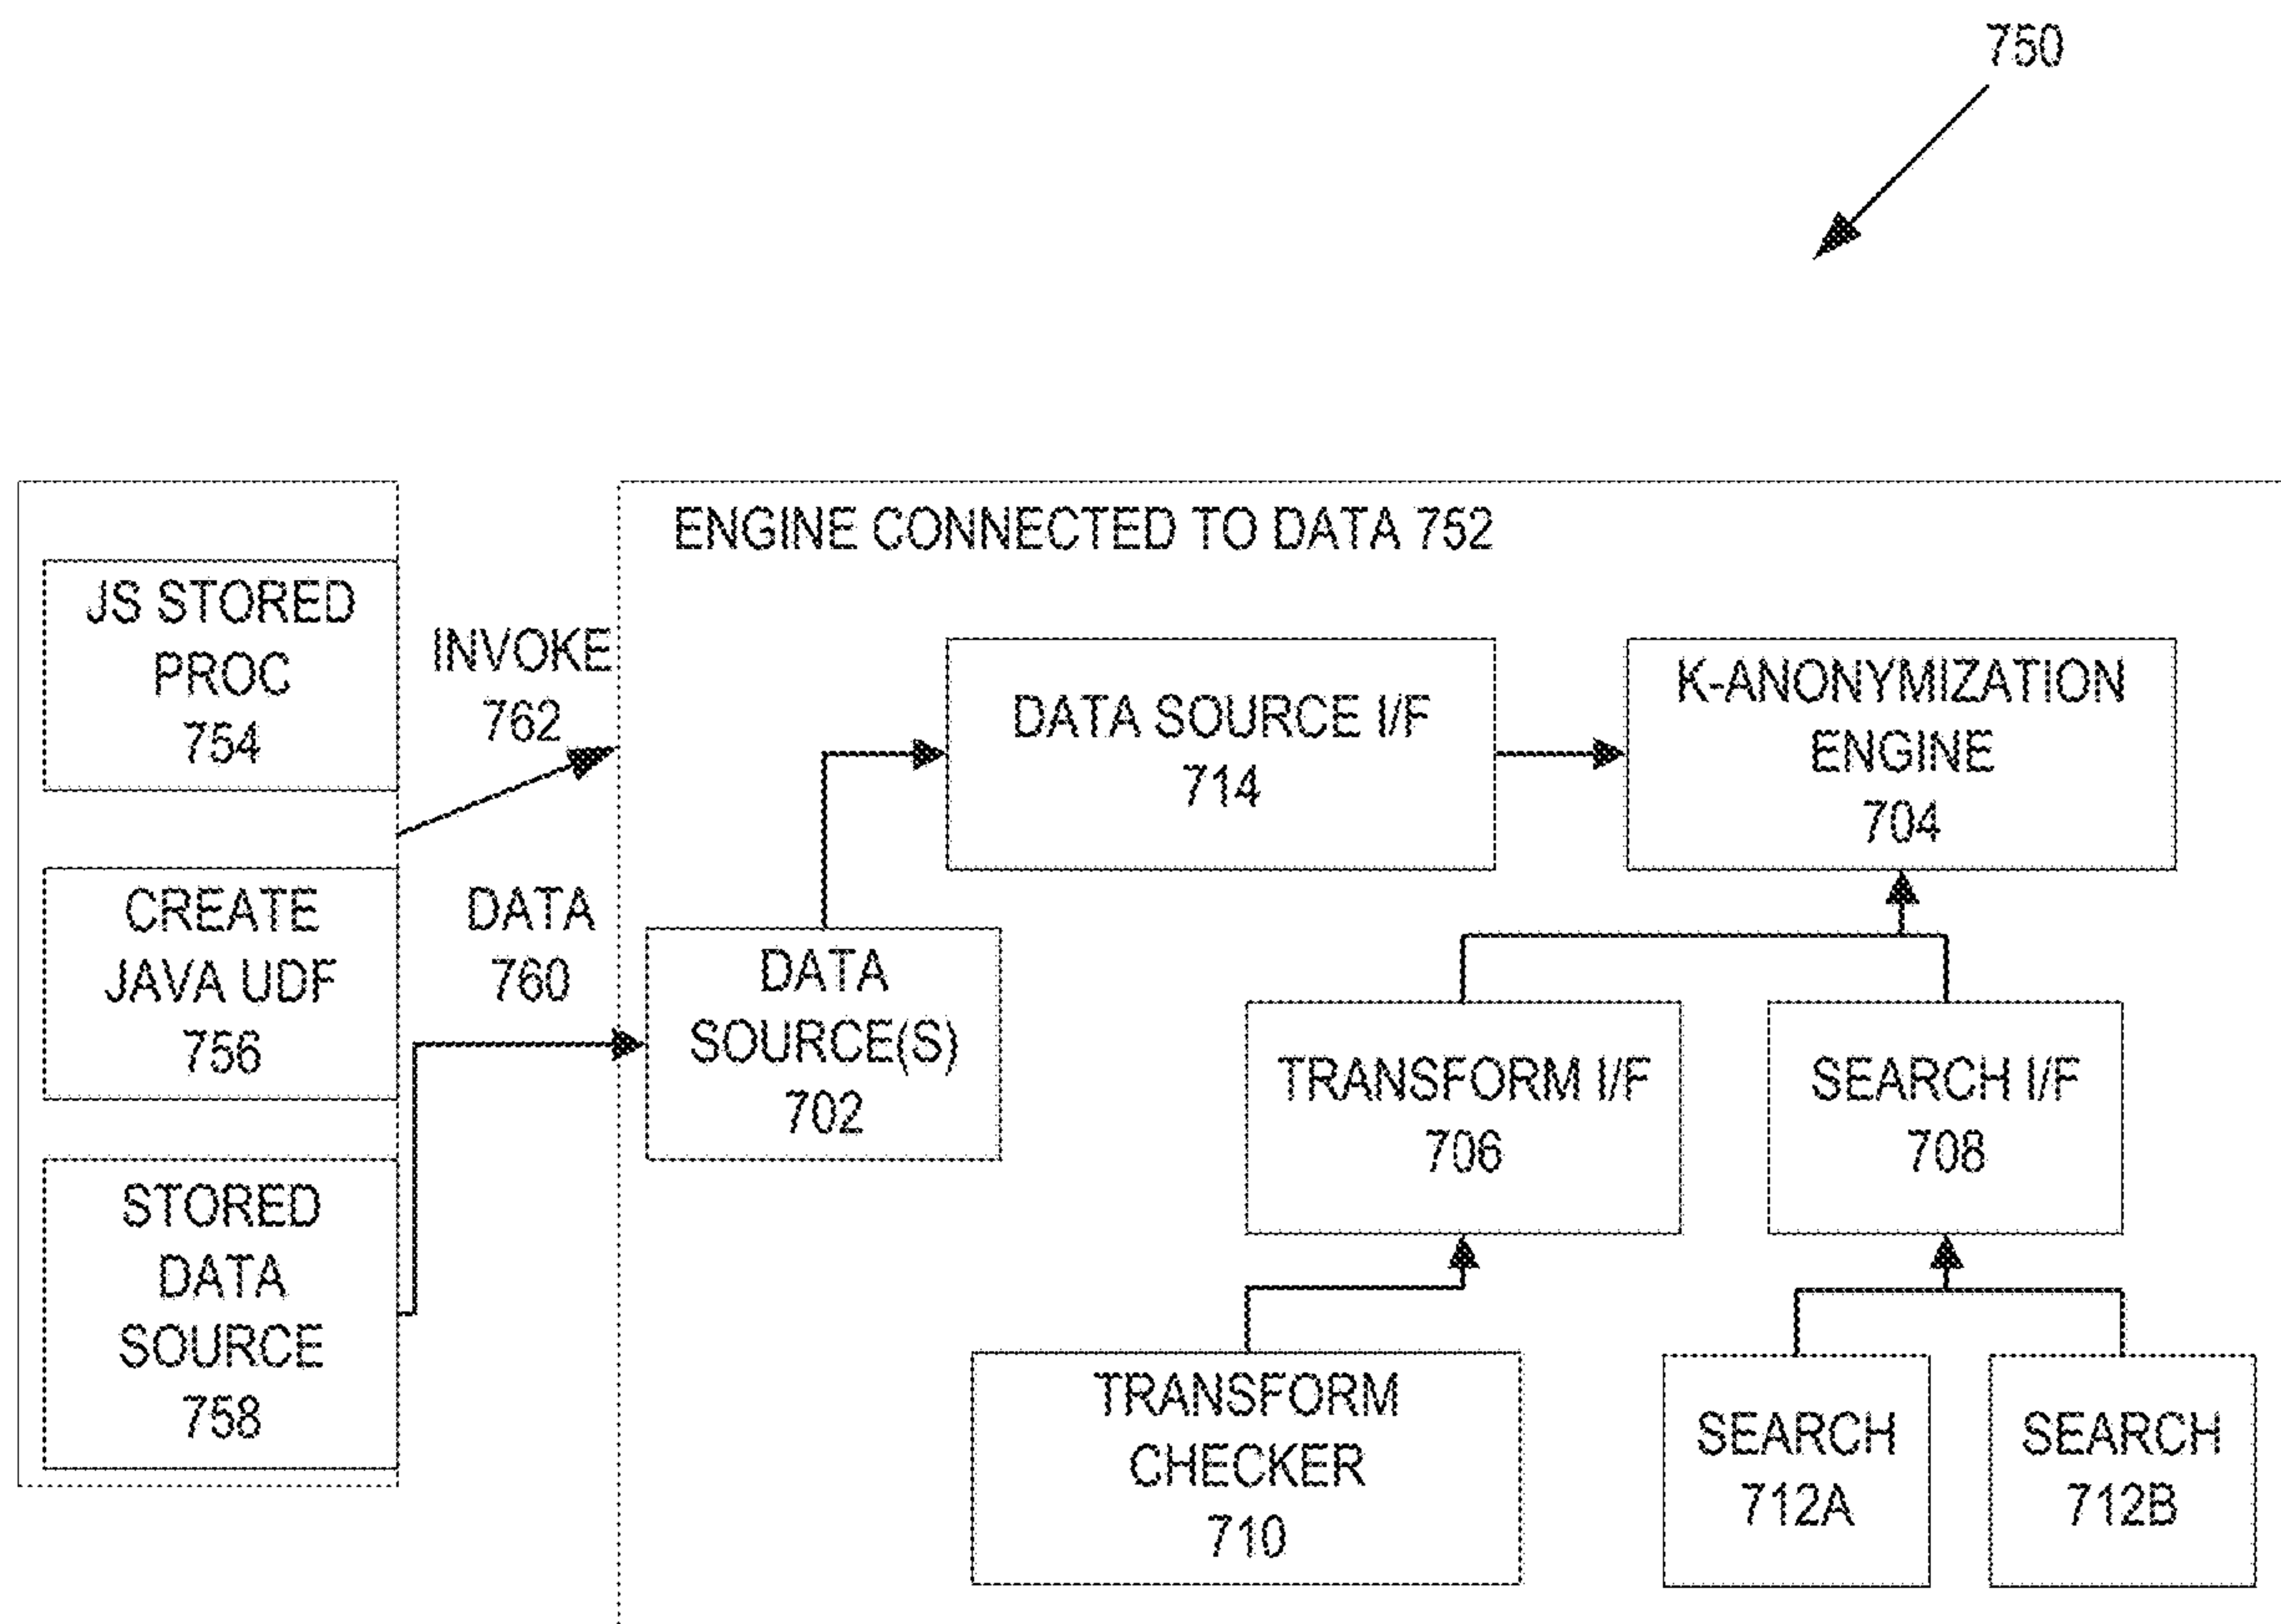 750
ENGINE CONNECTED TO DATA 752
JS STORED
PROC
754
INVOKE
762
DATA SOURCE I/F
714
K-ANONYMIZATION
ENGINE
704
CREATE
JAVA UDF
756
DATA
760
DATA
SOURCE(S)
702
TRANSFORM I/F
706
SEARCH I/F
708
STORED
DATA
SOURCE
758
TRANSFORM
CHECKER
710
SEARCH
712A
SEARCH
712B